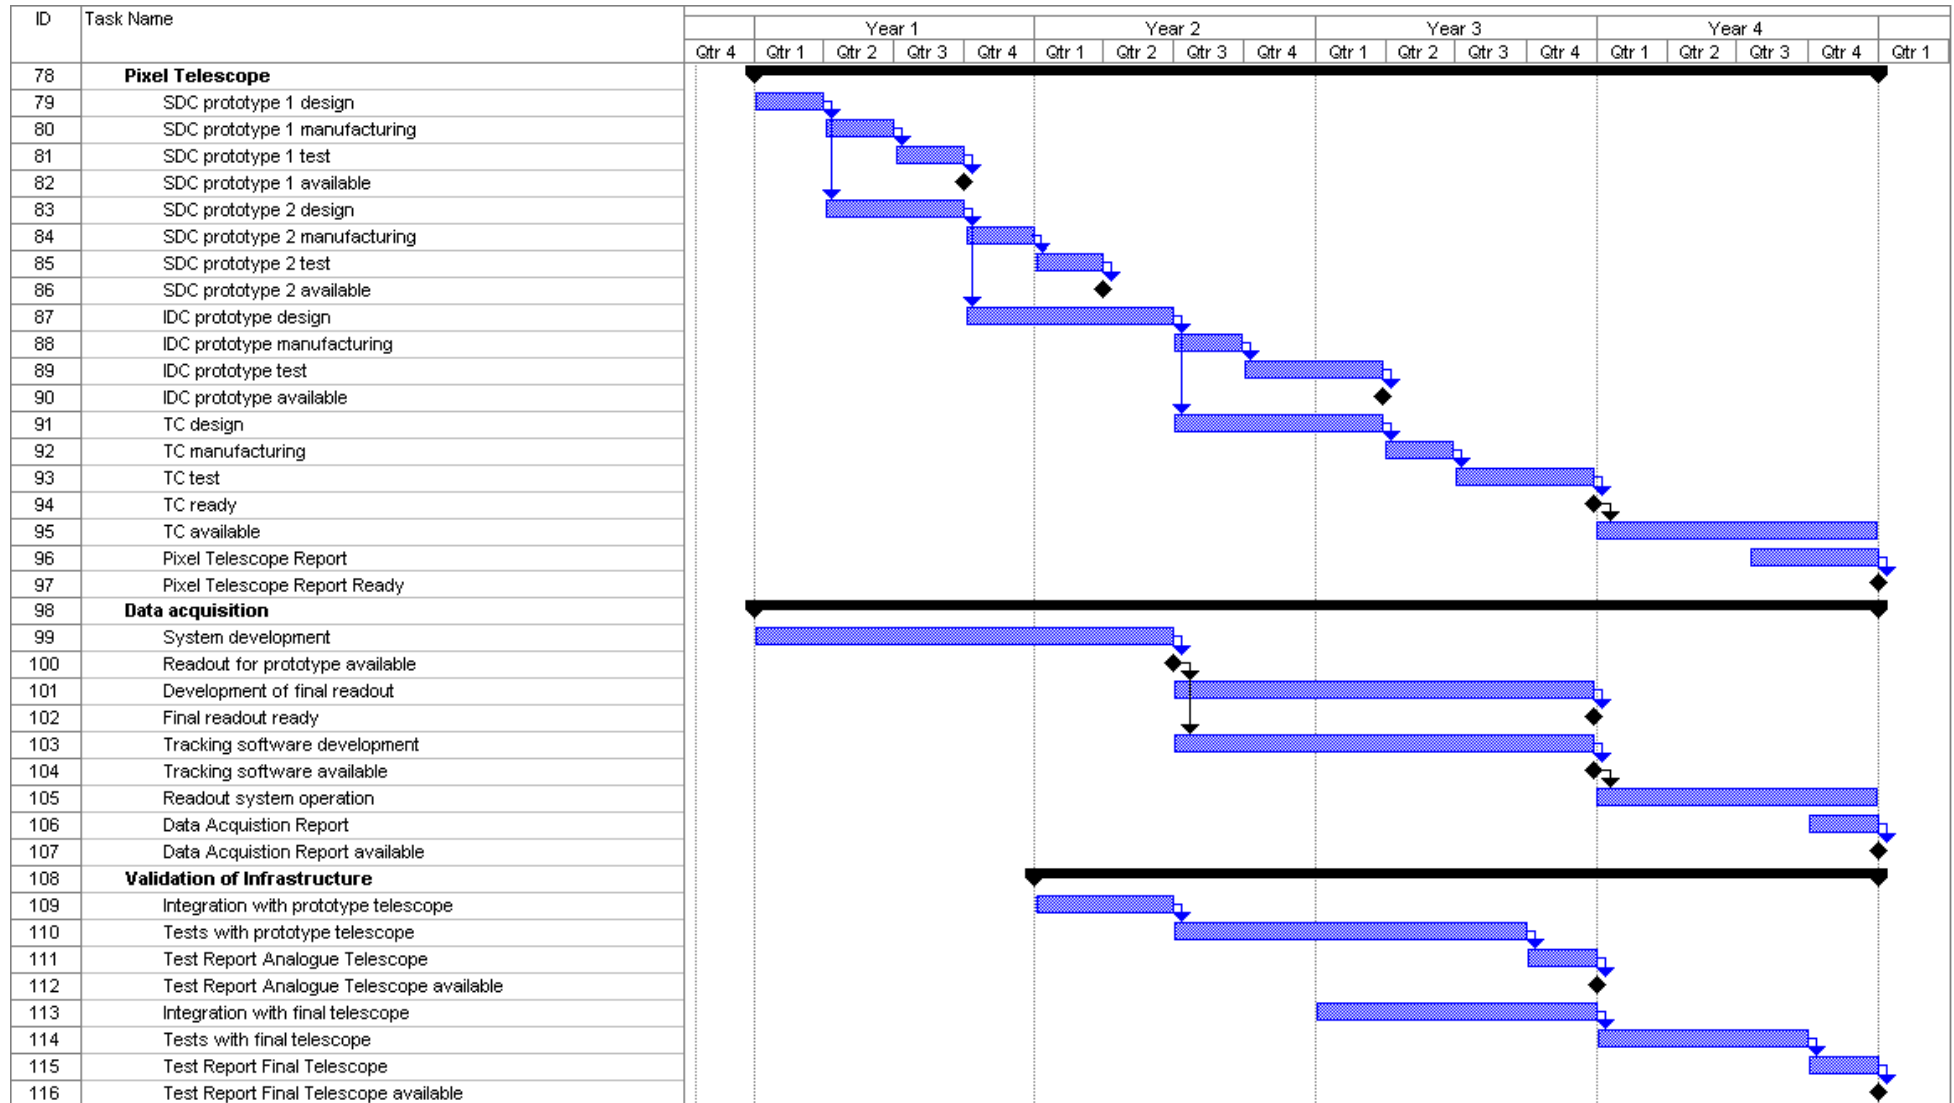 ID Task Name
Year 1 Year 2 Year 3 Year 4
Qtr 4 Qtr 1 Qtr 2 Qtr 3 Qtr 4 Qtr 1 Qtr 2 Qtr 3 Qtr 4 Qtr 1 Qtr 2 Qtr 3 Qtr 4 Qtr 1 Qtr 2 Qtr 3 Qtr 4 Qtr 1
78 Pixel Telescope
79 SDC prototype 1 design
80 SDC prototype 1 manufacturing
81 SDC prototype 1 test
82 SDC prototype 1 available
83 SDC prototype 2 design
84 SDC prototype 2 manufacturing
85 SDC prototype 2 test
86 SDC prototype 2 available
87 IDC prototype design
88 IDC prototype manufacturing
89 IDC prototype test
90 IDC prototype available
91 TC design
92 TC manufacturing
93 TC test
94 TC ready
95 TC available
96 Pixel Telescope Report
97 Pixel Telescope Report Ready
98 Data acquisition
99 System development
100 Readout for prototype available
101 Development of final readout
102 Final readout ready
103 Tracking software development
104 Tracking software available
105 Readout system operation
106 Data Acquistion Report
107 Data Acquistion Report available
108 Validation of Infrastructure
109 Integration with prototype telescope
110 Tests with prototype telescope
111 Test Report Analogue Telescope
112 Test Report Analogue Telescope available
113 Integration with final telescope
114 Tests with final telescope
115 Test Report Final Telescope
116 Test Report Final Telescope available